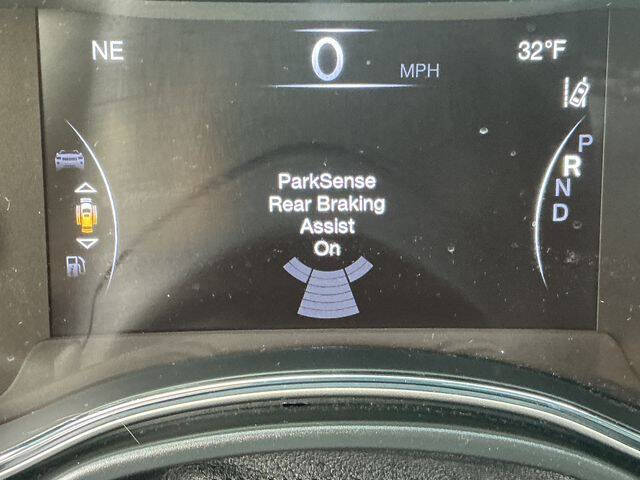 NE
0
MPH
32°F
ParkSense
Rear Braking
Assist
On
P
R
N
D